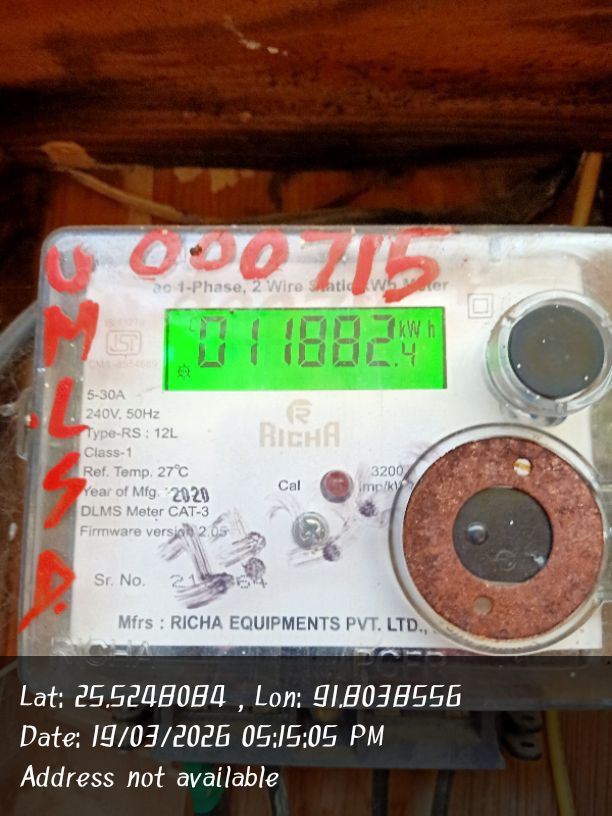 000715
U
M
L
S
D.
ac 1-Phase, 2 Wire Static kWh Meter
011882.4 kWh
5-30A
240V, 50Hz
Type-RS : 12L
Class-1
Ref. Temp. 27°C
Year of Mfg. 2020
DLMS Meter CAT-3
Firmware version 2.05
RICHA
Cal
3200
imp/kWh
Sr. No.
Mfrs : RICHA EQUIPMENTS PVT. LTD.,
RICHA
Lat: 25.5248084 , Lon: 91.8038556
Date: 19/03/2026 05:15:05 PM
Address not available